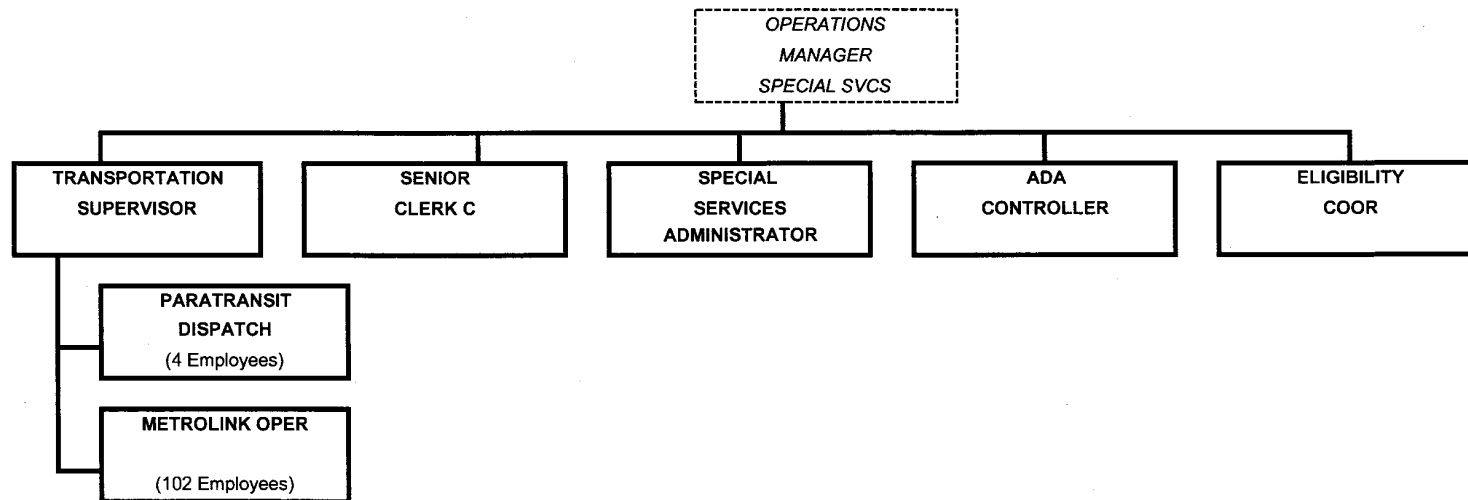 OPERATIONS
MANAGER
SPECIAL SVCS
TRANSPORTATION
SUPERVISOR
SENIOR
CLERK C
SPECIAL
SERVICES
ADMINISTRATOR
ADA
CONTROLLER
ELIGIBILITY
COOR
PARATRANSIT
DISPATCH
(4 Employees)
METROLINK OPER
(102 Employees)